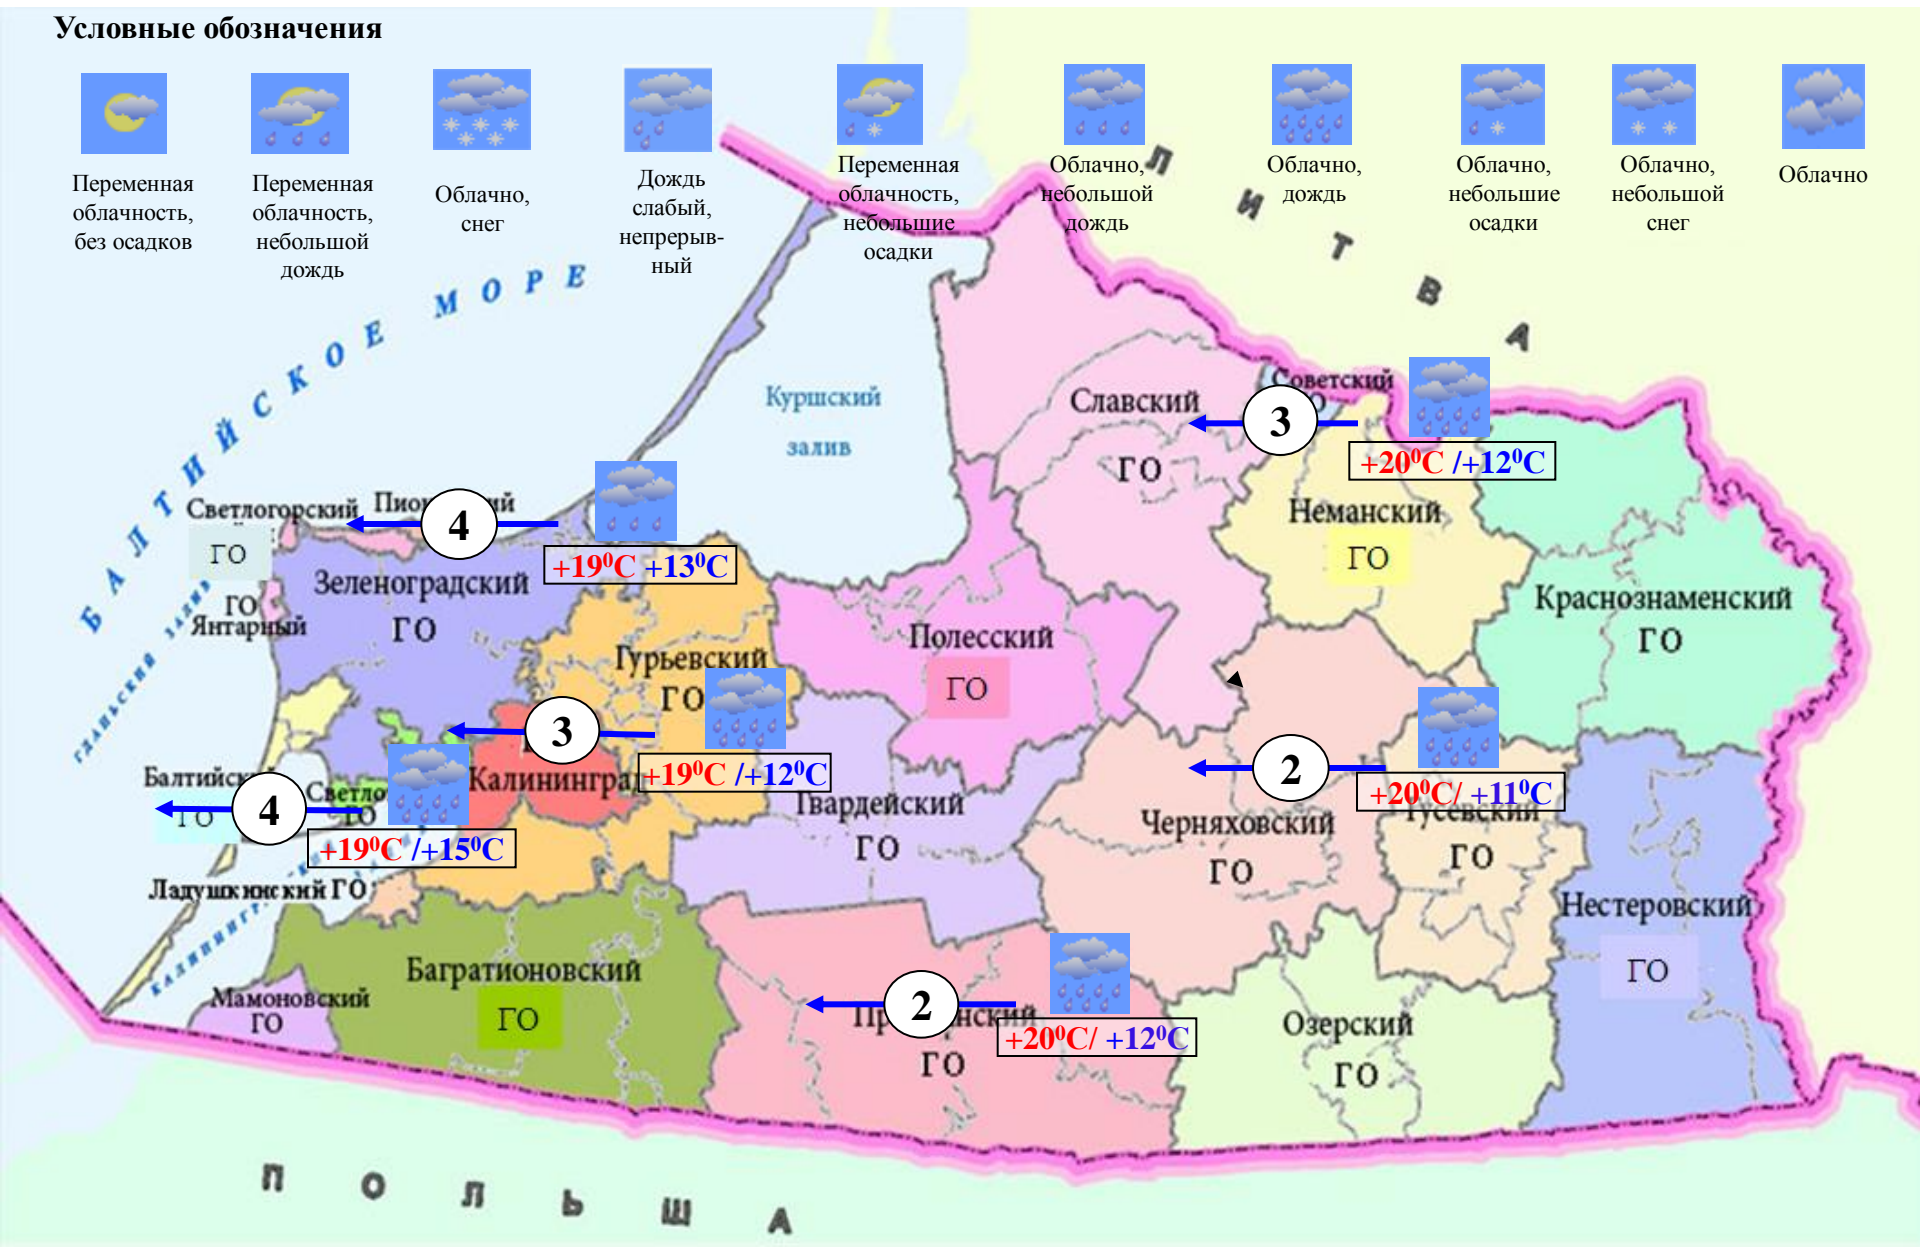 Условные обозначения
Переменная
облачность,
без осадков
Переменная
облачность,
небольшой
дождь
Облачно,
снег
Дождь
слабый,
непрерыв-
ный
Переменная
облачность,
небольшие
осадки
Облачно,
небольшой
дождь
Облачно,
дождь
Облачно,
небольшие
осадки
Облачно,
небольшой
снег
Облачно
ЛИТВА
БАЛТИЙСКОЕ МОРЕ
Куршский
залив
Советский
Славский
ГО
3
+20⁰С /+12⁰С
Неманский
ГО
Светлогорский
ГО
4
+19⁰С +13⁰С
Зеленоградский
ГО
ГО
Янтарный
Краснознаменский
ГО
Полесский
ГО
Гурьевский
ГО
3
+19⁰С /+12⁰С
Калининград
2
+20⁰С/ +11⁰С
Гусевский
ГО
4
ГО
ГО
+19⁰С /+15⁰С
Гвардейский
ГО
Черняховский
ГО
Ладушкинский ГО
Нестеровский
ГО
Багратионовский
ГО
Мамоновский
ГО
2
+20⁰С/ +12⁰С
ГО
Озерский
ГО
ПОЛЬША